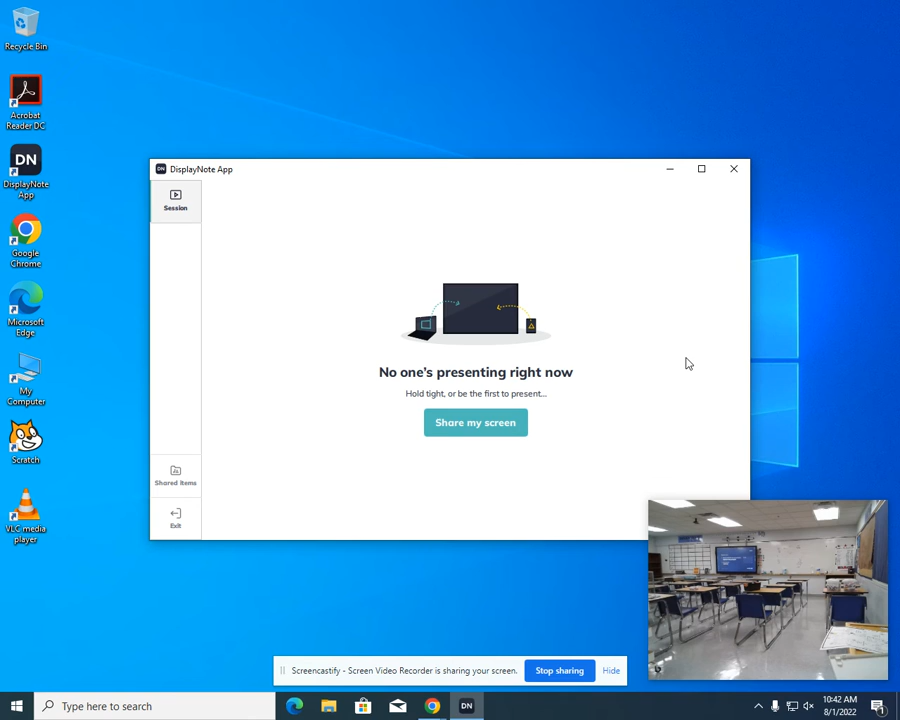 Recycle Bin
Acrobat
Reader DC
DN
DisplayNote
App
Google
Chrome
Microsoft
Edge
My
Computer
Scratch
VLC media
player
DN DisplayNote App
Session
No one's presenting right now
Hold tight, or be the first to present...
Share my screen
Shared Items
Exit
Screencastify - Screen Video Recorder is sharing your screen.
Stop sharing
Hide
Type here to search
DN
10:42 AM
8/1/2022
1